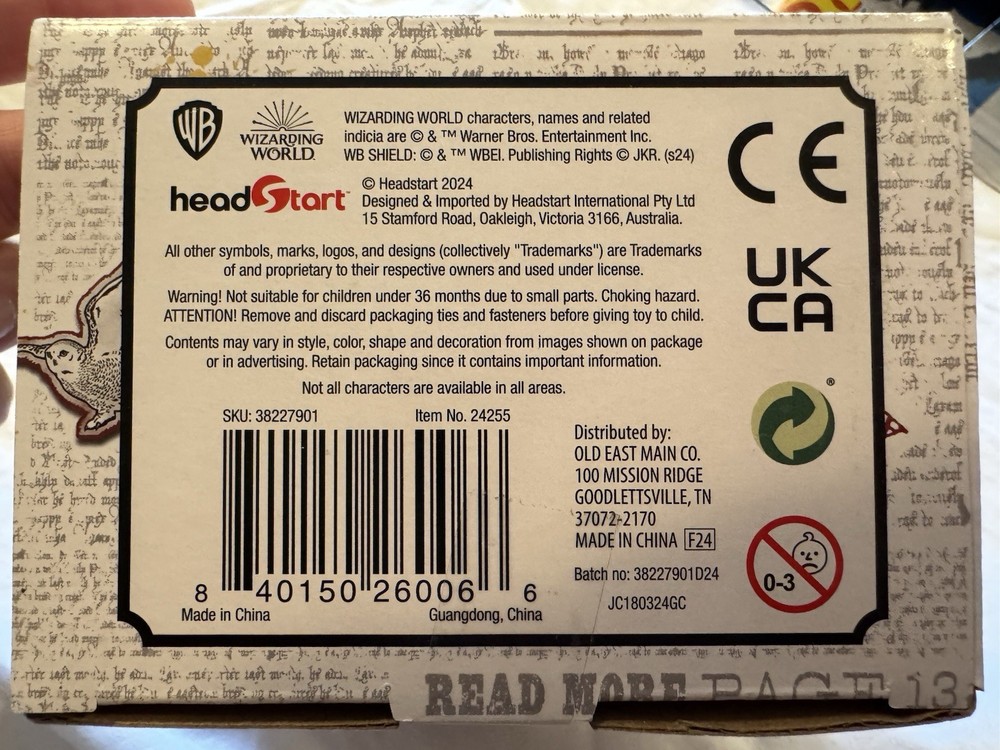 WB
WIZARDING
WORLD
WIZARDING WORLD characters, names and related
indicia are © & ™ Warner Bros. Entertainment Inc.
WB SHIELD: © & ™ WBEI. Publishing Rights © JKR. (s24)
headStart™
© Headstart 2024
Designed & Imported by Headstart International Pty Ltd
15 Stamford Road, Oakleigh, Victoria 3166, Australia.
CE
UK
CA
All other symbols, marks, logos, and designs (collectively "Trademarks") are Trademarks
of and proprietary to their respective owners and used under license.
Warning! Not suitable for children under 36 months due to small parts. Choking hazard.
ATTENTION! Remove and discard packaging ties and fasteners before giving toy to child.
Contents may vary in style, color, shape and decoration from images shown on package
or in advertising. Retain packaging since it contains important information.
Not all characters are available in all areas.
SKU: 38227901 Item No. 24255
8 40150 26006 6
Made in China Guangdong, China
Distributed by:
OLD EAST MAIN CO.
100 MISSION RIDGE
GOODLETTSVILLE, TN
37072-2170
MADE IN CHINA F24
Batch no: 38227901D24
JC180324GC
®
0-3
READ MORE PAGE 13